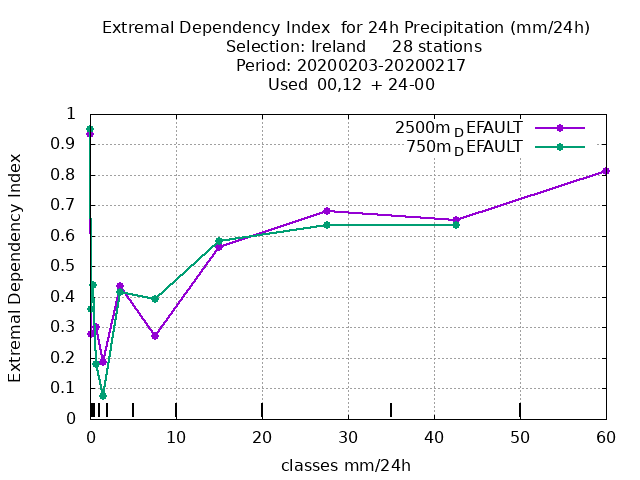 Extremal Dependency Index  for 24h Precipitation (mm/24h)
Selection: Ireland     28 stations
Period: 20200203-20200217
Used  00,12  + 24-00
2500m_DEFAULT
750m_DEFAULT
Extremal Dependency Index
1
0.9
0.8
0.7
0.6
0.5
0.4
0.3
0.2
0.1
0
0 10 20 30 40 50 60
classes mm/24h